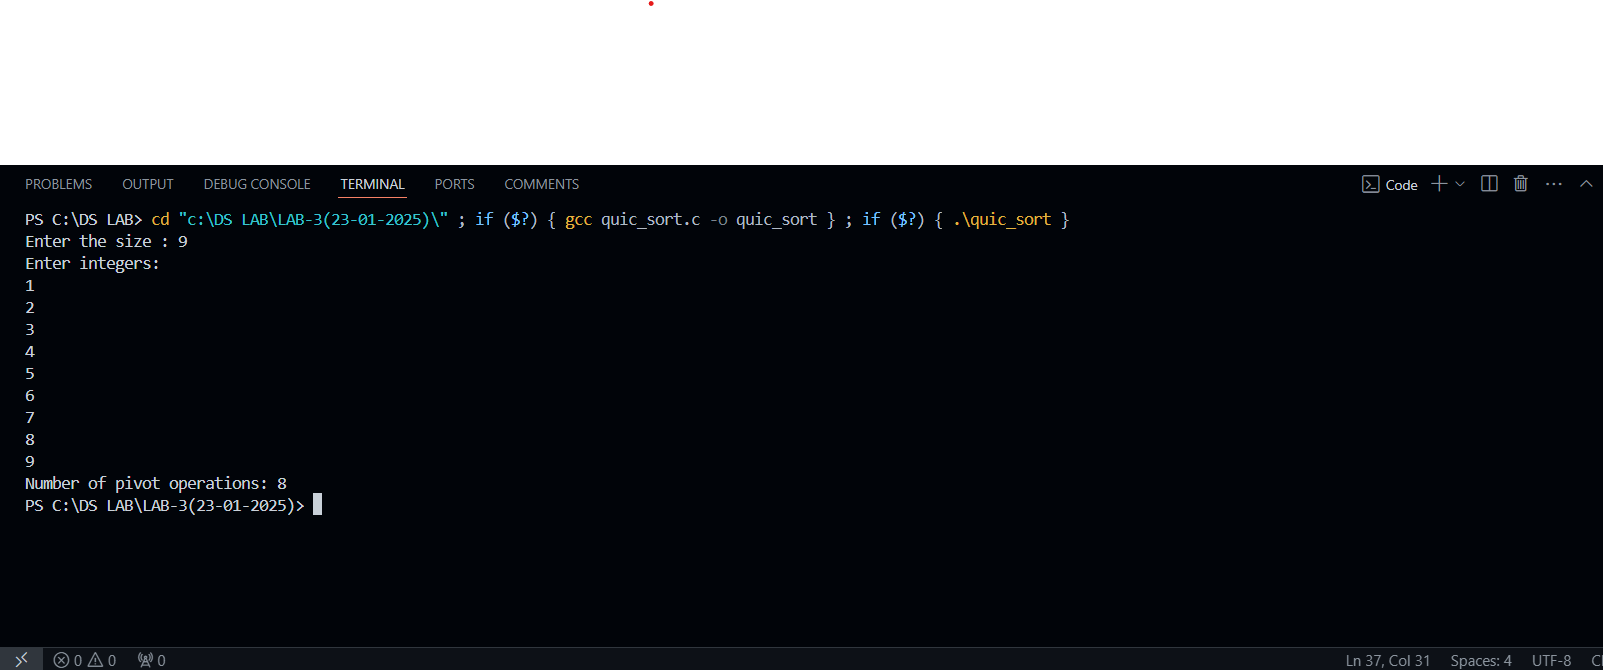 PROBLEMS OUTPUT DEBUG CONSOLE TERMINAL PORTS COMMENTS Code
PS C:\DS LAB> cd "c:\DS LAB\LAB-3(23-01-2025)\" ; if ($?) { gcc quic_sort.c -o quic_sort } ; if ($?) { .\quic_sort }
Enter the size : 9
Enter integers:
1
2
3
4
5
6
7
8
9
Number of pivot operations: 8
PS C:\DS LAB\LAB-3(23-01-2025)>
0 0 0 Ln 37, Col 31 Spaces: 4 UTF-8